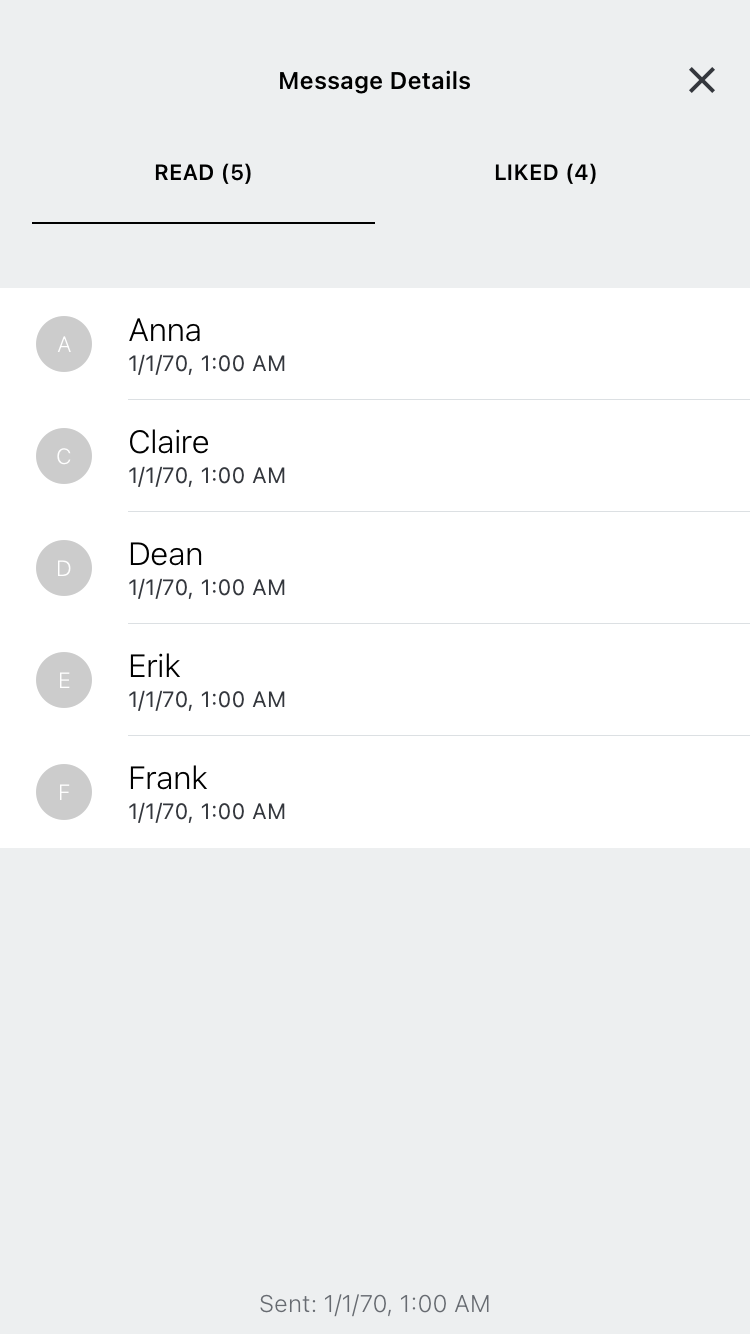 Message Details
READ (5)
LIKED (4)
A
Anna
1/1/70, 1:00 AM
C
Claire
1/1/70, 1:00 AM
D
Dean
1/1/70, 1:00 AM
E
Erik
1/1/70, 1:00 AM
F
Frank
1/1/70, 1:00 AM
Sent: 1/1/70, 1:00 AM